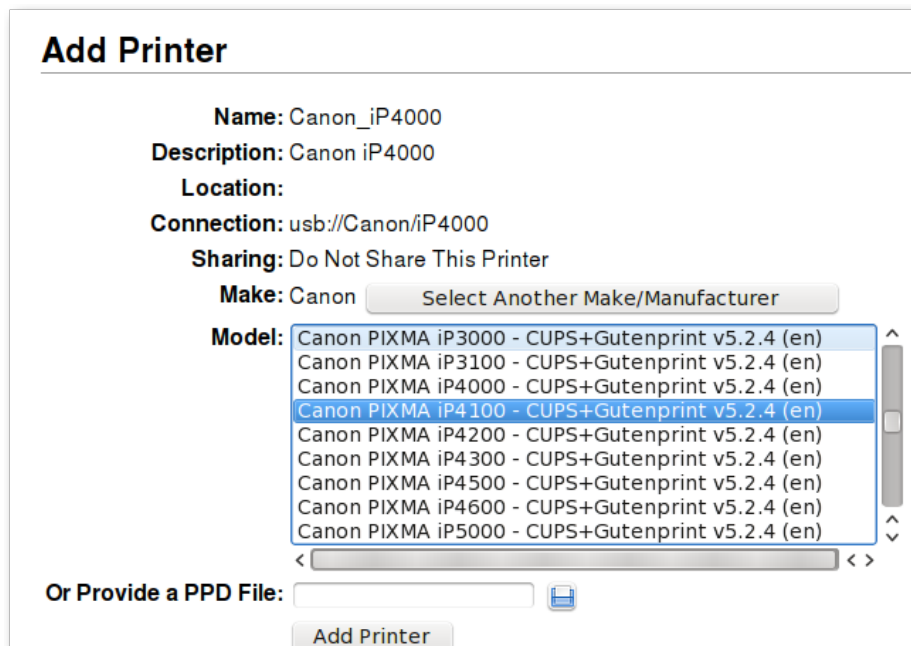 Add Printer
Name: Canon_iP4000
Description: Canon iP4000
Location:
Connection: usb://Canon/iP4000
Sharing: Do Not Share This Printer
Make: Canon Select Another Make/Manufacturer
Model: Canon PIXMA iP3000 - CUPS+Gutenprint v5.2.4 (en)
Canon PIXMA iP3100 - CUPS+Gutenprint v5.2.4 (en)
Canon PIXMA iP4000 - CUPS+Gutenprint v5.2.4 (en)
Canon PIXMA iP4100 - CUPS+Gutenprint v5.2.4 (en)
Canon PIXMA iP4200 - CUPS+Gutenprint v5.2.4 (en)
Canon PIXMA iP4300 - CUPS+Gutenprint v5.2.4 (en)
Canon PIXMA iP4500 - CUPS+Gutenprint v5.2.4 (en)
Canon PIXMA iP4600 - CUPS+Gutenprint v5.2.4 (en)
Canon PIXMA iP5000 - CUPS+Gutenprint v5.2.4 (en)
Or Provide a PPD File:
Add Printer